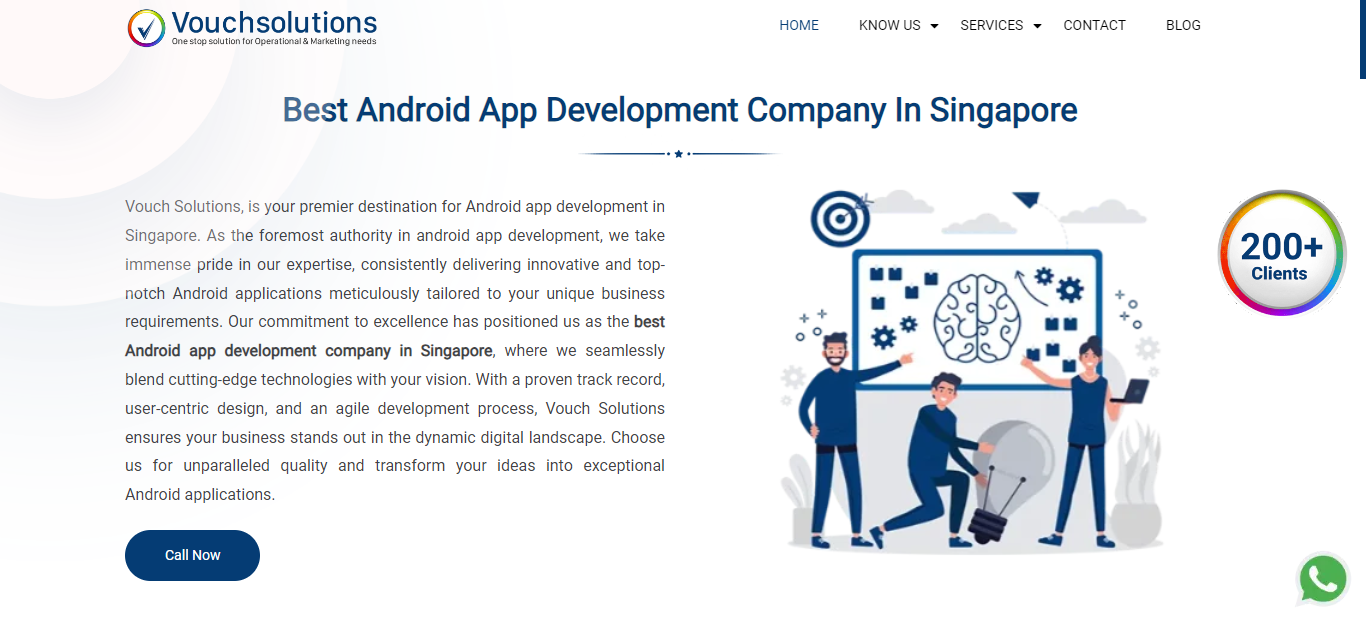 Vouchsolutions
One stop solution for Operational & Marketing needs
HOME KNOW US SERVICES CONTACT BLOG
Best Android App Development Company In Singapore
Vouch Solutions, is your premier destination for Android app development in
Singapore. As the foremost authority in android app development, we take
immense pride in our expertise, consistently delivering innovative and top-
notch Android applications meticulously tailored to your unique business
requirements. Our commitment to excellence has positioned us as the best
Android app development company in Singapore, where we seamlessly
blend cutting-edge technologies with your vision. With a proven track record,
user-centric design, and an agile development process, Vouch Solutions
ensures your business stands out in the dynamic digital landscape. Choose
us for unparalleled quality and transform your ideas into exceptional
Android applications.
Call Now
200+
Clients